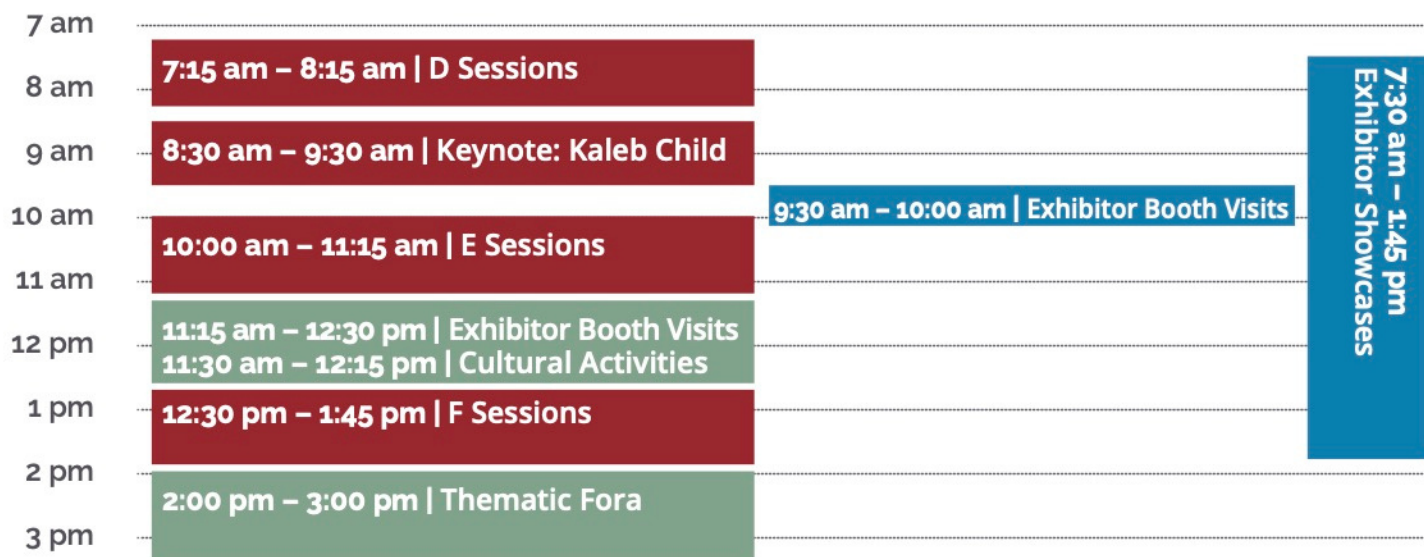 7 am
8 am
9 am
10 am
11 am
12 pm
1 pm
2 pm
3 pm
7:15 am – 8:15 am | D Sessions
8:30 am – 9:30 am | Keynote: Kaleb Child
10:00 am – 11:15 am | E Sessions
11:15 am – 12:30 pm | Exhibitor Booth Visits
11:30 am – 12:15 pm | Cultural Activities
12:30 pm – 1:45 pm | F Sessions
2:00 pm – 3:00 pm | Thematic Fora
9:30 am – 10:00 am | Exhibitor Booth Visits
7:30 am – 1:45 pm
Exhibitor Showcases